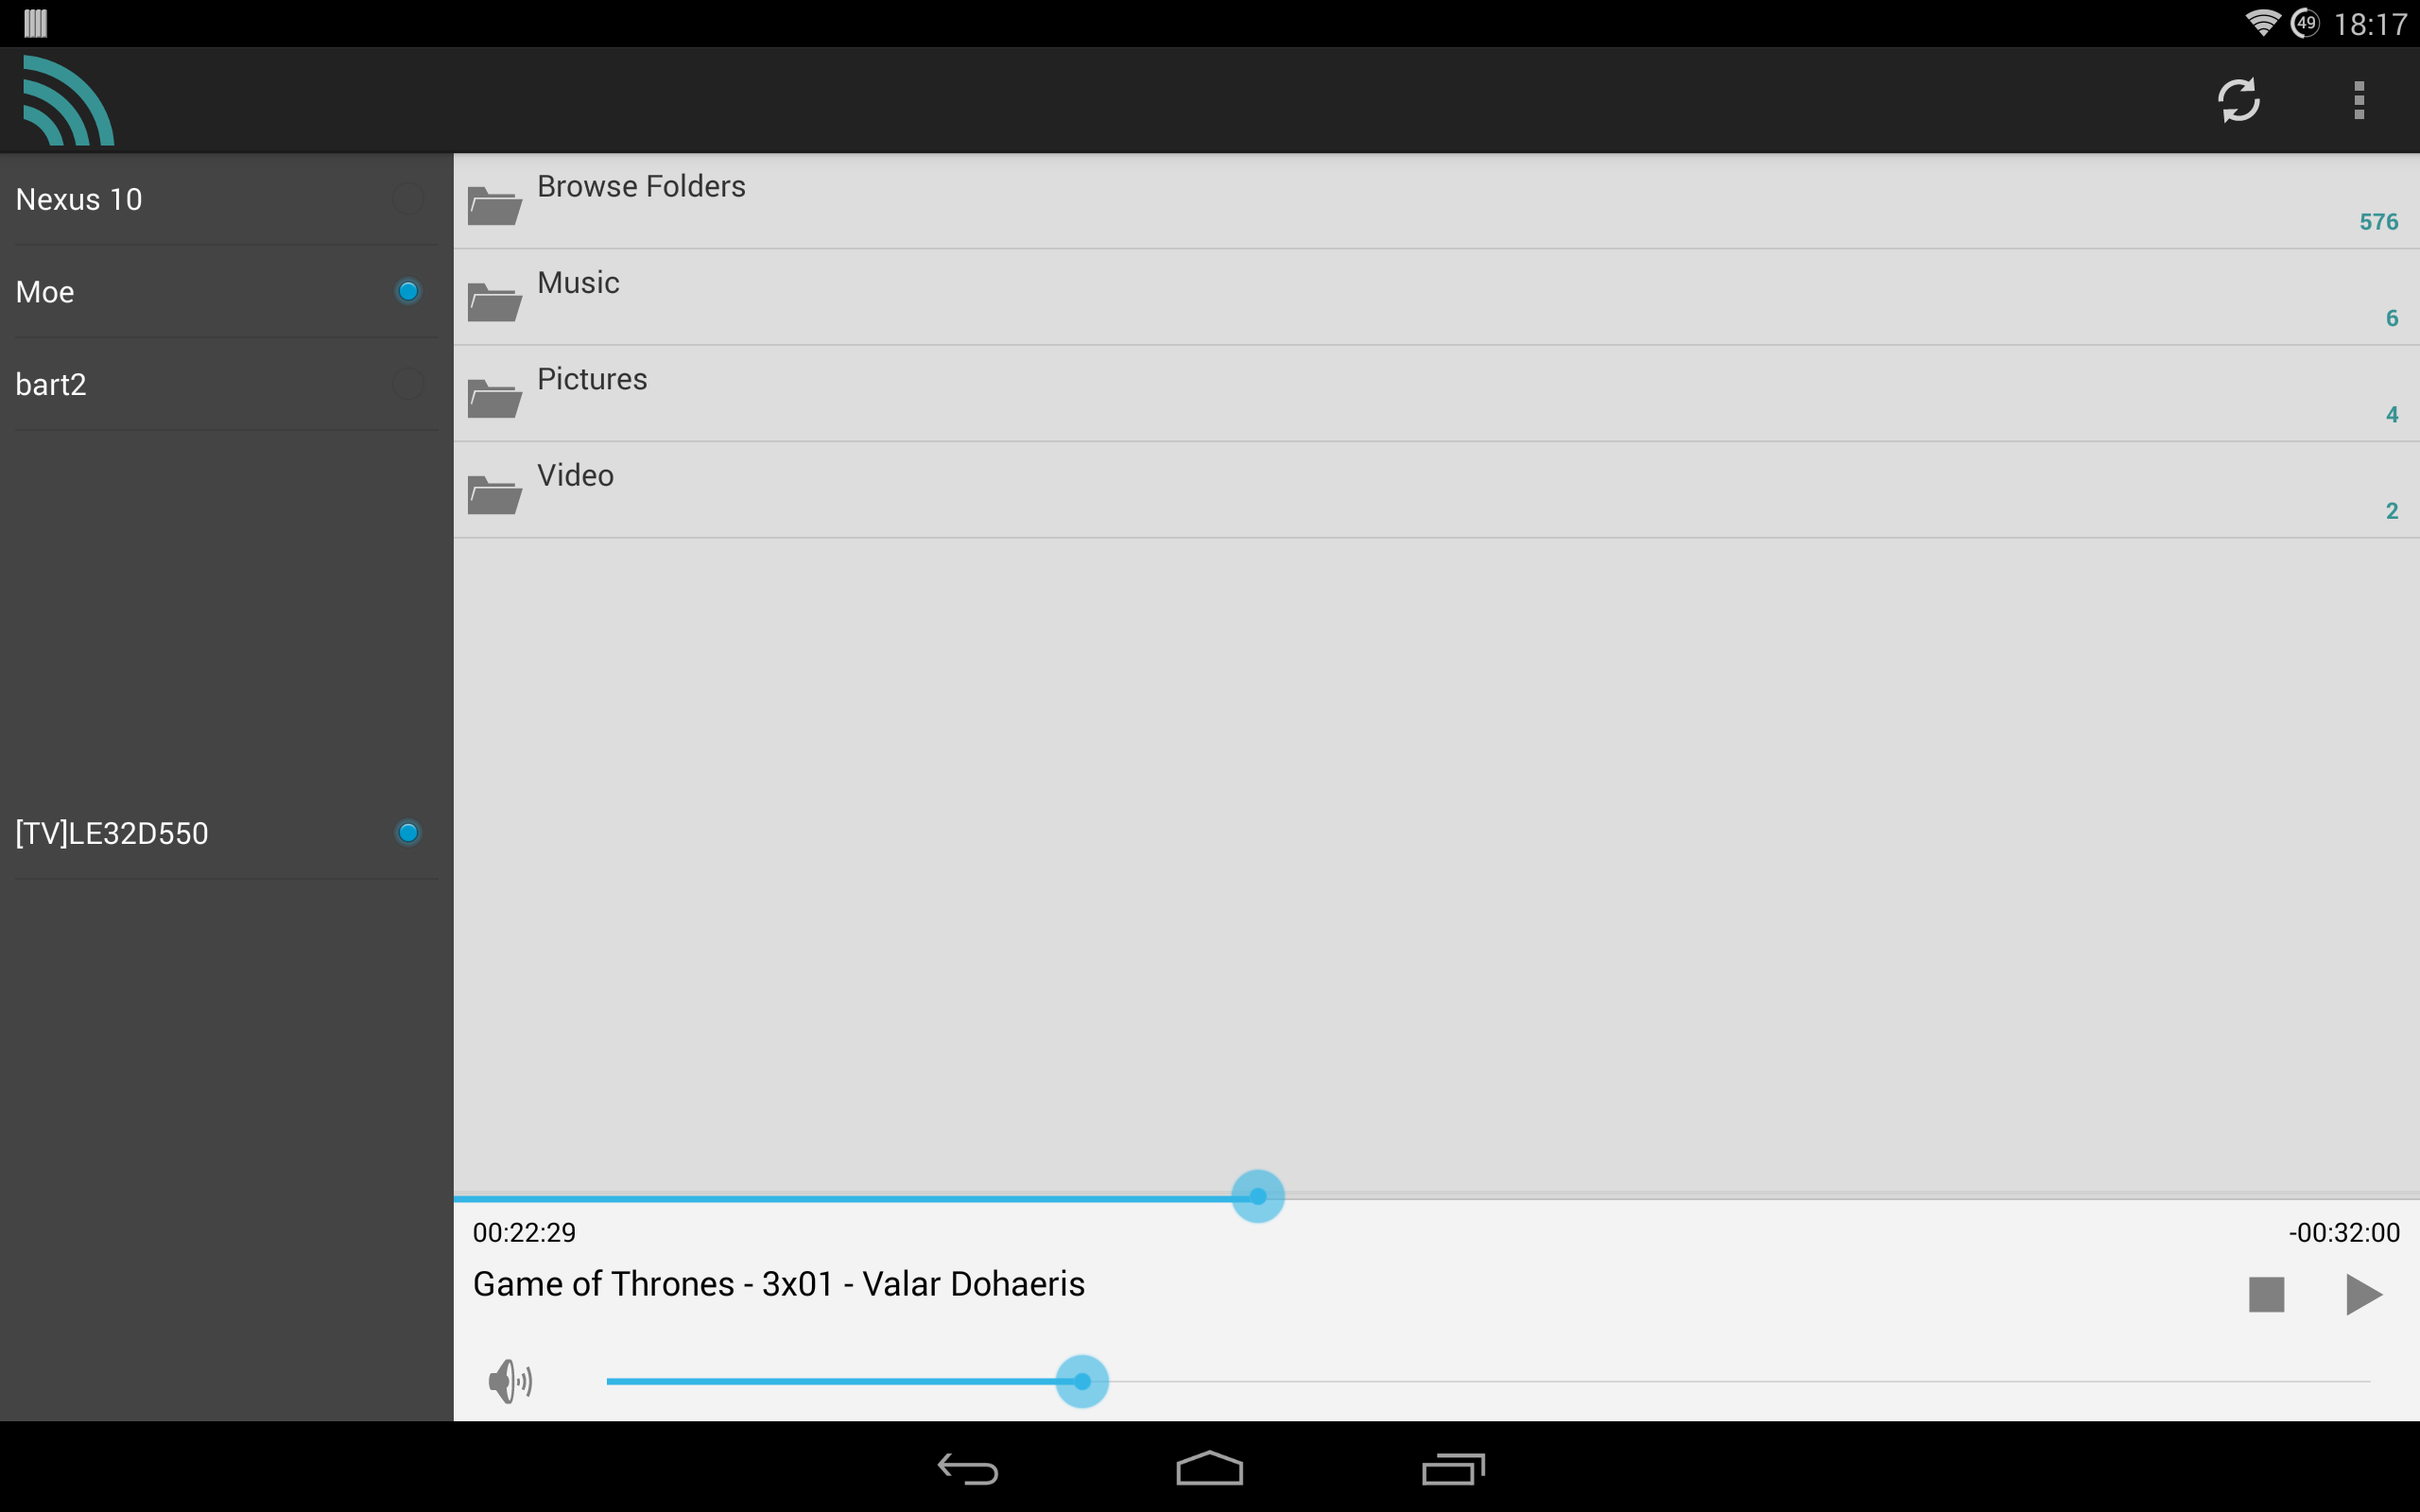 49 18:17
Nexus 10
Moe
bart2
[TV]LE32D550
Browse Folders
576
Music
6
Pictures
4
Video
2
00:22:29 -00:32:00
Game of Thrones - 3x01 - Valar Dohaeris